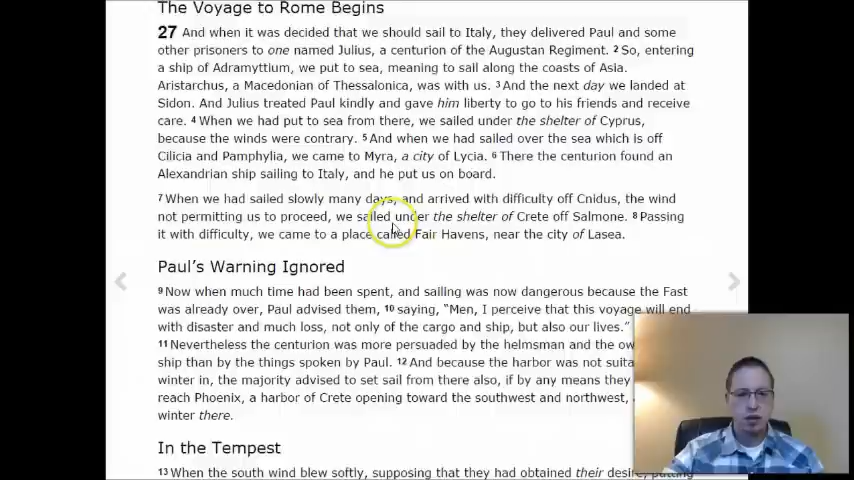 The Voyage to Rome Begins
27 And when it was decided that we should sail to Italy, they delivered Paul and some
other prisoners to one named Julius, a centurion of the Augustan Regiment. 2 So, entering
a ship of Adramyttium, we put to sea, meaning to sail along the coasts of Asia.
Aristarchus, a Macedonian of Thessalonica, was with us. 3 And the next day we landed at
Sidon. And Julius treated Paul kindly and gave him liberty to go to his friends and receive
care. 4 When we had put to sea from there, we sailed under the shelter of Cyprus,
because the winds were contrary. 5 And when we had sailed over the sea which is off
Cilicia and Pamphylia, we came to Myra, a city of Lycia. 6 There the centurion found an
Alexandrian ship sailing to Italy, and he put us on board.
7 When we had sailed slowly many days, and arrived with difficulty off Cnidus, the wind
not permitting us to proceed, we sailed under the shelter of Crete off Salmone. 8 Passing
it with difficulty, we came to a place called Fair Havens, near the city of Lasea.
Paul's Warning Ignored
9 Now when much time had been spent, and sailing was now dangerous because the Fast
was already over, Paul advised them, 10 saying, "Men, I perceive that this voyage will end
with disaster and much loss, not only of the cargo and ship, but also our lives."
11 Nevertheless the centurion was more persuaded by the helmsman and the
ship than by the things spoken by Paul. 12 And because the harbor was not
winter in, the majority advised to set sail from there also, if by any means they
reach Phoenix, a harbor of Crete opening toward the southwest and northwest,
winter there.
In the Tempest
13 When the south wind blew softly, supposing that they had obtained their desire, putting